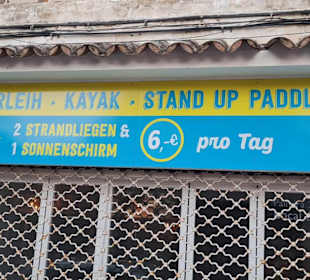 RLEIH · KAYAK · STAND UP PADDL
2 STRANDLIEGEN &
1 SONNENSCHIRM
6,-€ pro Tag